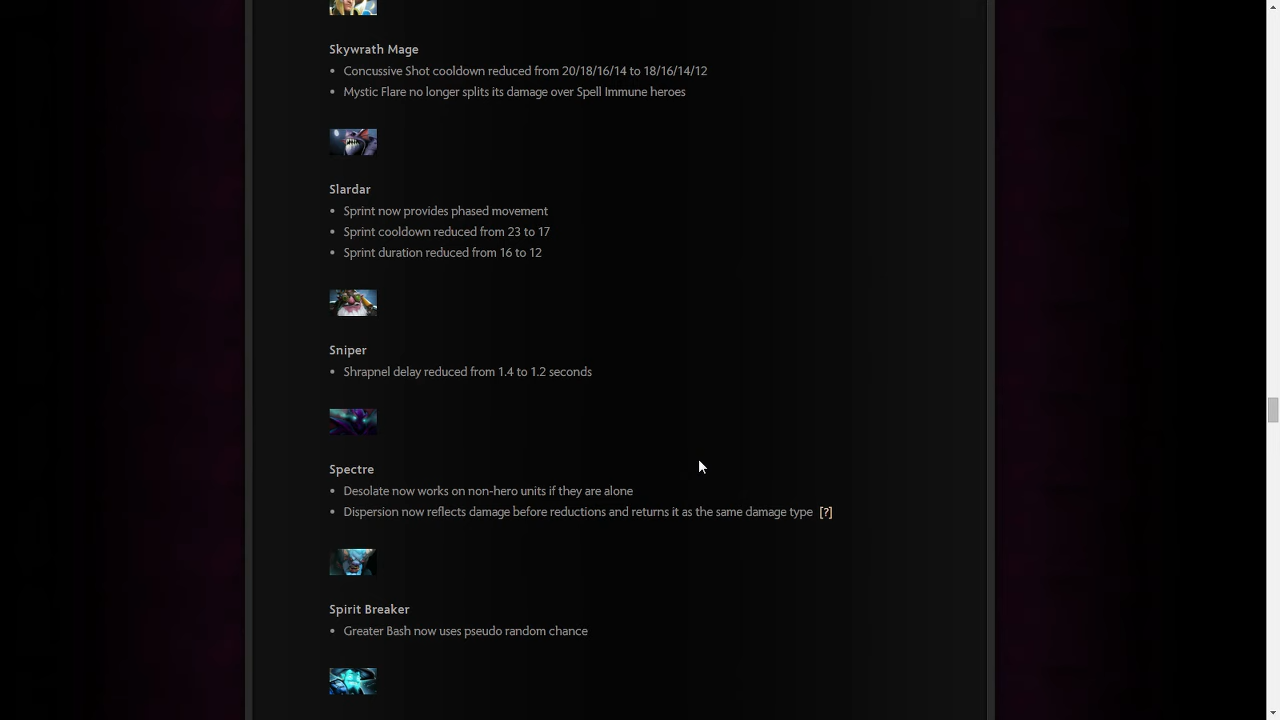 Skywrath Mage
• Concussive Shot cooldown reduced from 20/18/16/14 to 18/16/14/12
• Mystic Flare no longer splits its damage over Spell Immune heroes
Slardar
• Sprint now provides phased movement
• Sprint cooldown reduced from 23 to 17
• Sprint duration reduced from 16 to 12
Sniper
• Shrapnel delay reduced from 1.4 to 1.2 seconds
Spectre
• Desolate now works on non-hero units if they are alone
• Dispersion now reflects damage before reductions and returns it as the same damage type [?]
Spirit Breaker
• Greater Bash now uses pseudo random chance